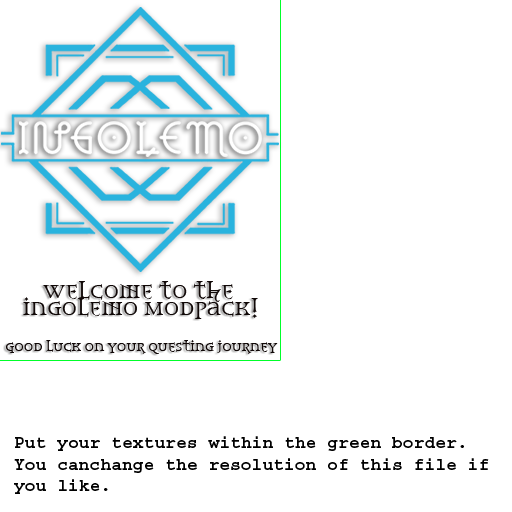 INFGOLEMO
WELCOME TO THE
INGOLEMO MODPACK!
GOOD LUCK ON YOUR QUESTING JOURNEY
Put your textures within the green border.
You canchange the resolution of this file if
you like.